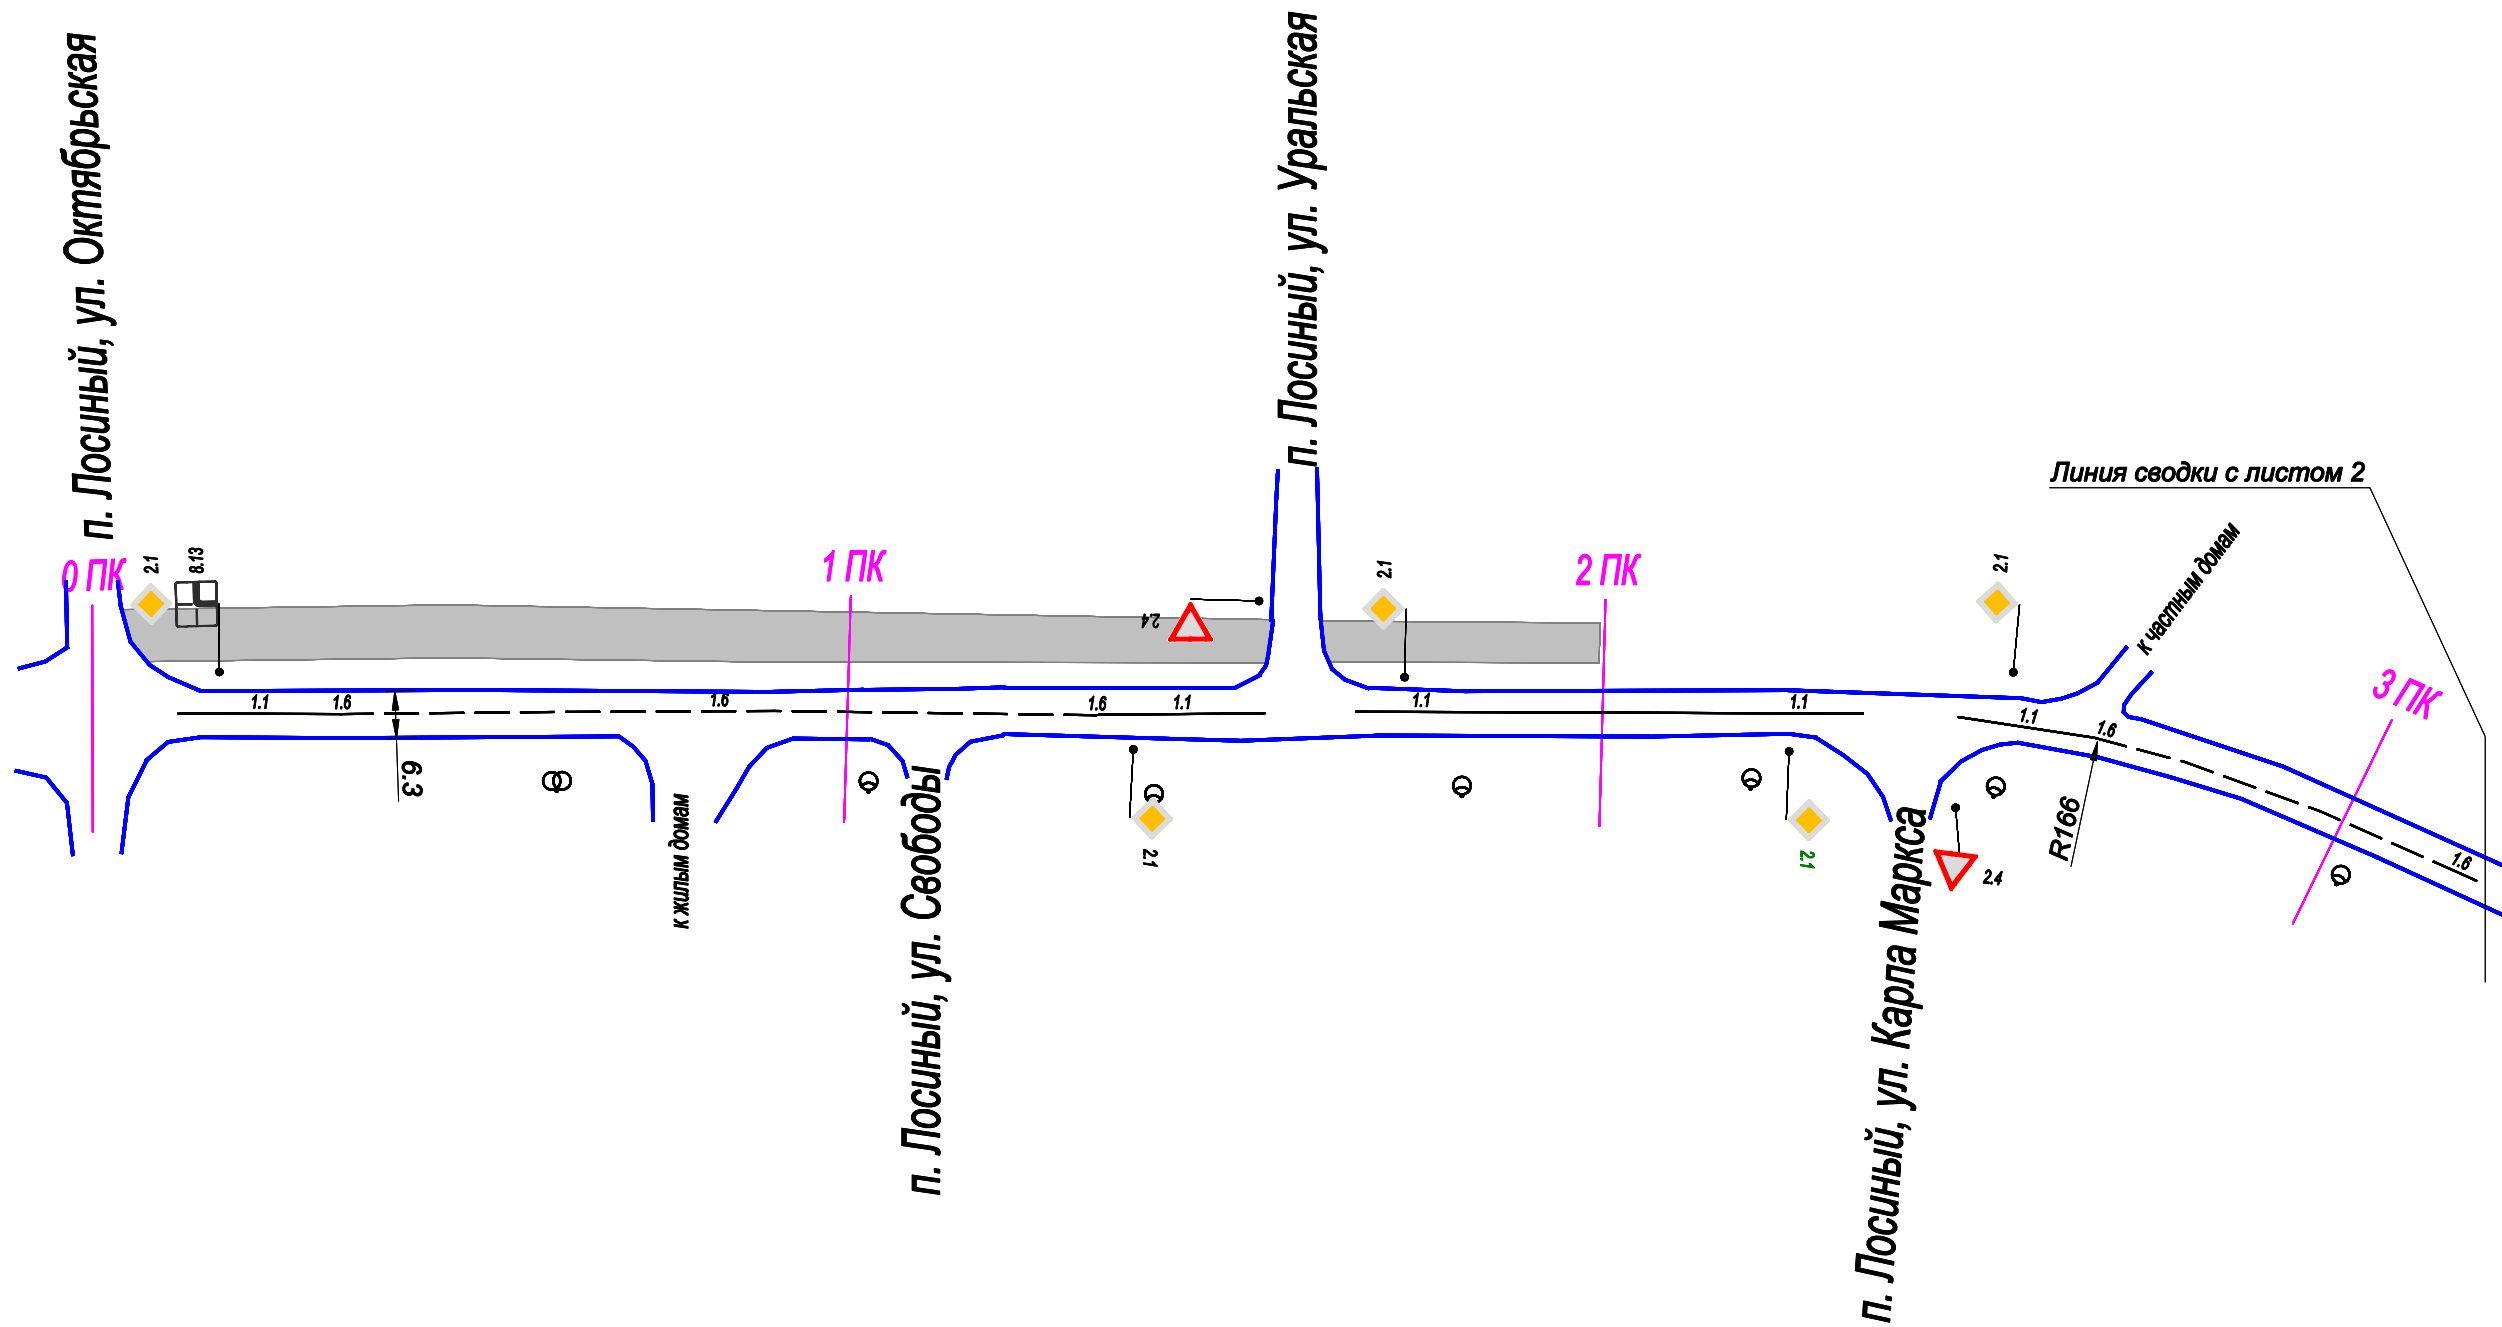 п. Лосиный, ул. Октябрьская
п. Лосиный, ул. Уральская
Линия сводки с листом 2
к частным домам
0 ПК
2.1
8.13
1 ПК
2.4
2.1
2 ПК
2.1
3 ПК
1.1
1.6
1.6
1.6
1.1
1.1
1.1
1.1
1.6
1.6
6.3
к жилым домам
п. Лосиный, ул. Свободы
2.1
2.1
п. Лосиный, ул. Карла Маркса
2.4
R166